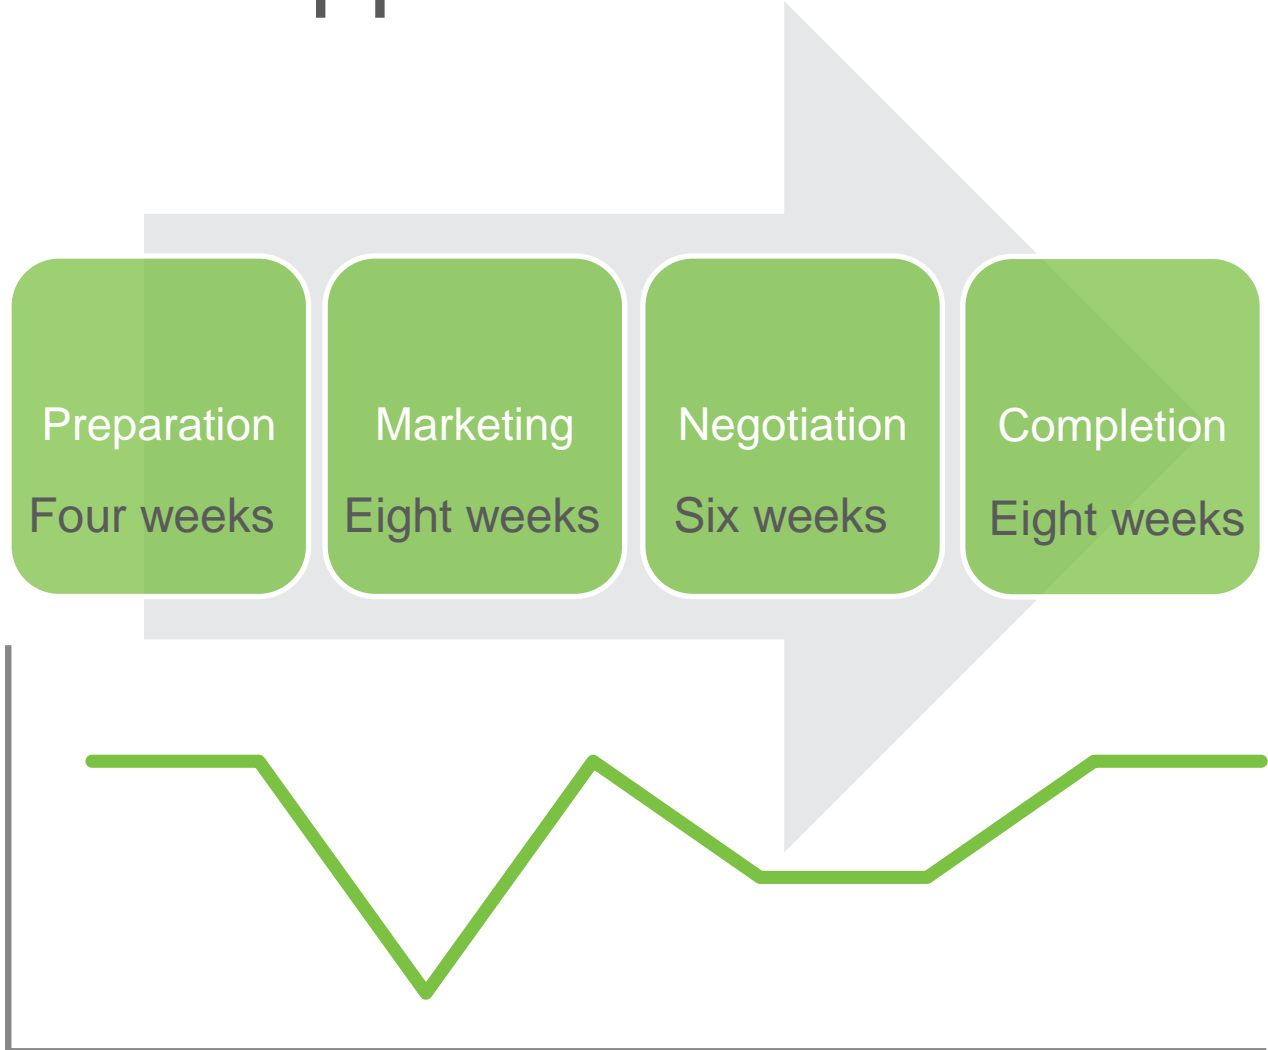 Preparation
Four weeks
Marketing
Eight weeks
Negotiation
Six weeks
Completion
Eight weeks